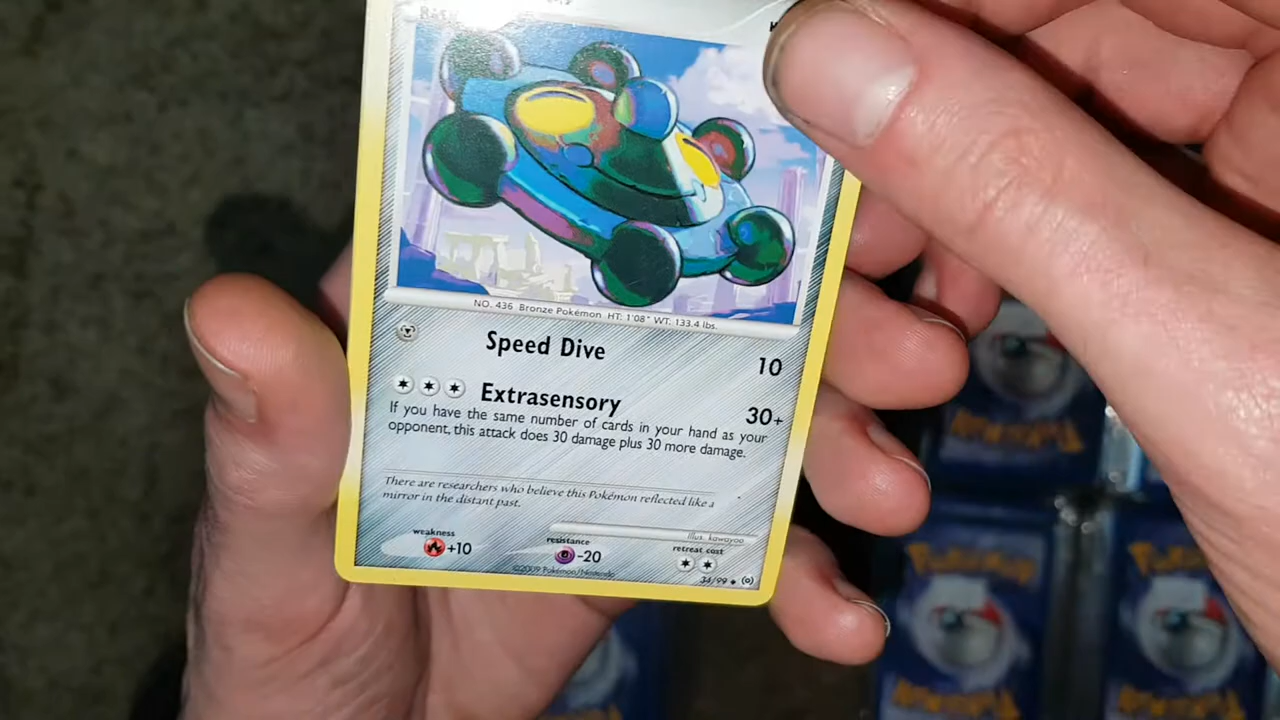 NO. 436 Bronze Pokémon HT: 1'08" WT: 133.4 lbs.
Speed Dive 10
Extrasensory 30+
If you have the same number of cards in your hand as your
opponent, this attack does 30 damage plus 30 more damage.
There are researchers who believe this Pokémon reflected like a
mirror in the distant past.
Illus. kawayoo
weakness resistance retreat cost
+10 -20
©2009 Pokémon/Nintendo
34/99